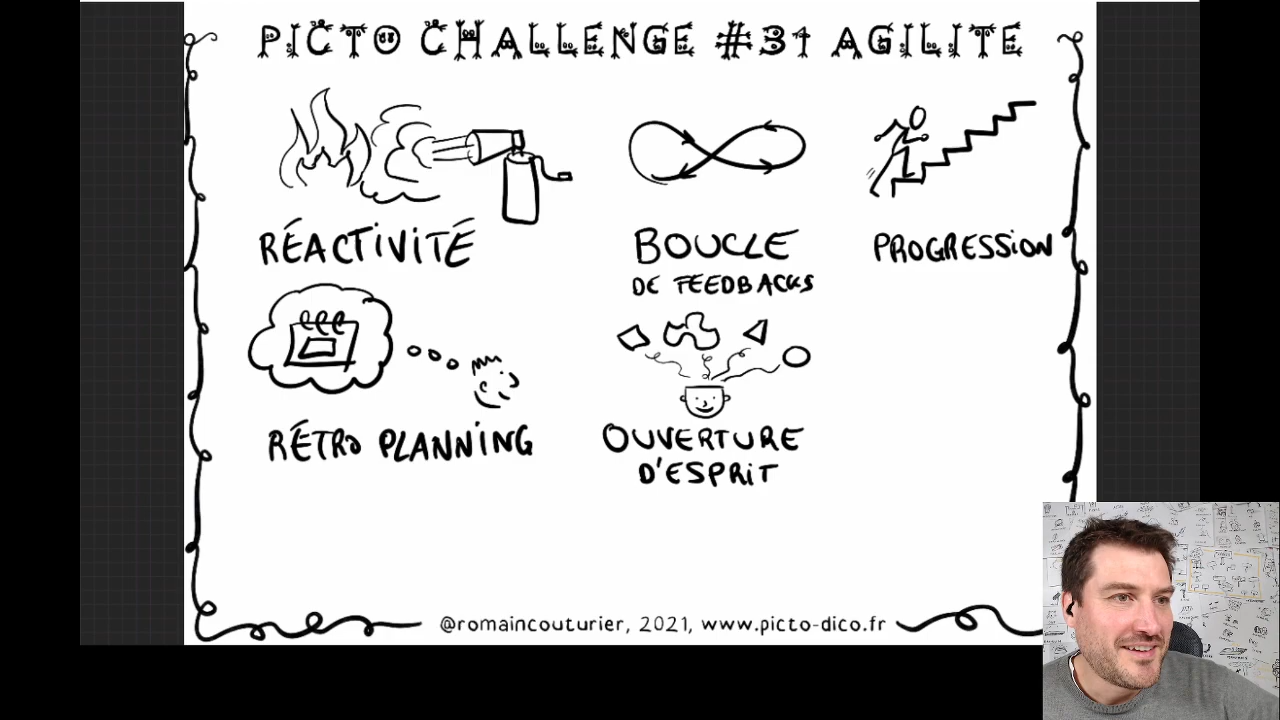 PICTO CHALLENGE #31 AGILITE
RÉACTIVITÉ
BOUCLE
DE FEEDBACKS
PROGRESSION
RÉTRO PLANNING
OUVERTURE
D'ESPRIT
@romaincouturier, 2021, www.picto-dico.fr